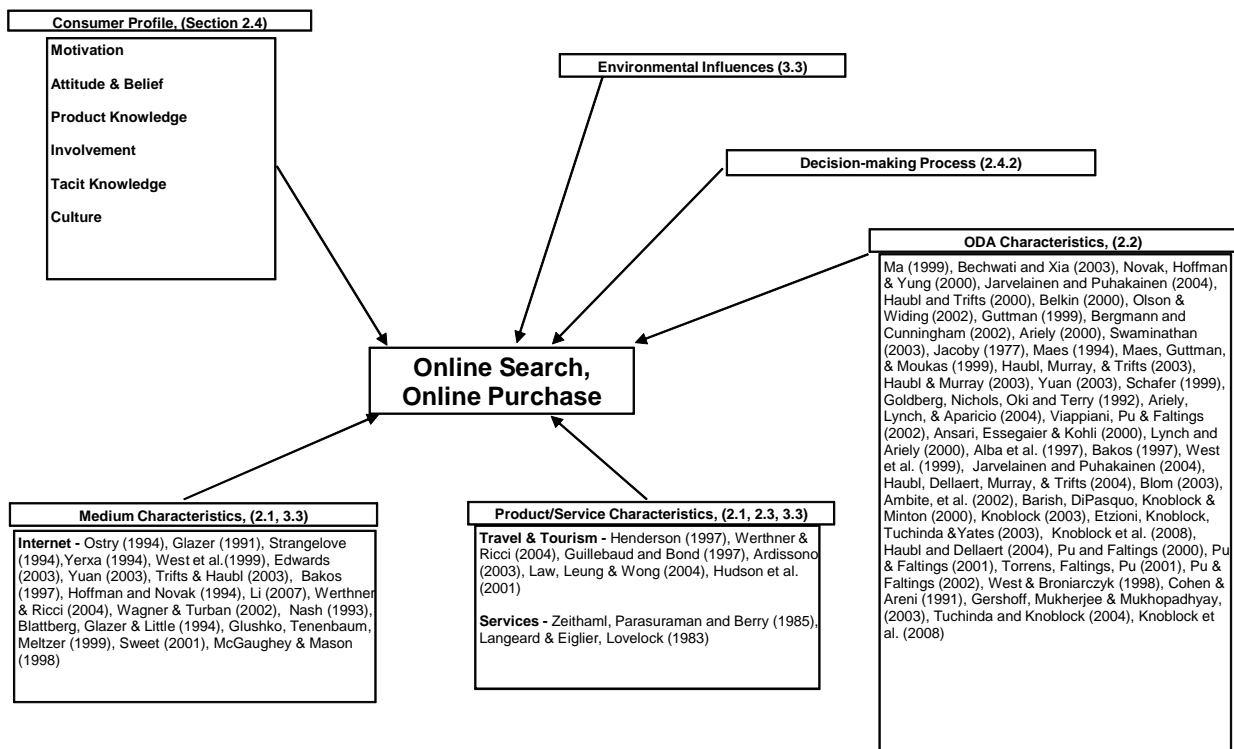 Consumer Profile, (Section 2.4)
Motivation
Attitude & Belief
Product Knowledge
Involvement
Tacit Knowledge
Culture
Environmental Influences (3.3)
Decision-making Process (2.4.2)
ODA Characteristics, (2.2)
Ma (1999), Bechwati and Xia (2003), Novak, Hoffman
& Yung (2000), Jarvelainen and Puhakainen (2004),
Haubl and Trifts (2000), Belkin (2000), Olson &
Widing (2002), Guttman (1999), Bergmann and
Cunningham (2002), Ariely (2000), Swaminathan
(2003), Jacoby (1977), Maes (1994), Maes, Guttman,
& Moukas (1999), Haubl, Murray, & Trifts (2003),
Haubl & Murray (2003), Yuan (2003), Schafer (1999),
Goldberg, Nichols, Oki and Terry (1992), Ariely,
Lynch, & Aparicio (2004), Viappiani, Pu & Faltings
(2002), Ansari, Essegaier & Kohli (2000), Lynch and
Ariely (2000), Alba et al. (1997), Bakos (1997), West
et al. (1999), Jarvelainen and Puhakainen (2004),
Haubl, Dellaert, Murray, & Trifts (2004), Blom (2003),
Ambite, et al. (2002), Barish, DiPasquo, Knoblock &
Minton (2000), Knoblock (2003), Etzioni, Knoblock,
Tuchinda &Yates (2003), Knoblock et al. (2008),
Haubl and Dellaert (2004), Pu and Faltings (2000), Pu
& Faltings (2001), Torrens, Faltings, Pu (2001), Pu &
Faltings (2002), West & Broniarczyk (1998), Cohen &
Areni (1991), Gershoff, Mukherjee & Mukhopadhyay,
(2003), Tuchinda and Knoblock (2004), Knoblock et
al. (2008)
Online Search,
Online Purchase
Medium Characteristics, (2.1, 3.3)
Internet - Ostry (1994), Glazer (1991), Strangelove
(1994),Yerxa (1994), West et al.(1999), Edwards
(2003), Yuan (2003), Trifts & Haubl (2003), Bakos
(1997), Hoffman and Novak (1994), Li (2007), Werthner
& Ricci (2004), Wagner & Turban (2002), Nash (1993),
Blattberg, Glazer & Little (1994), Glushko, Tenenbaum,
Meltzer (1999), Sweet (2001), McGaughey & Mason
(1998)
Product/Service Characteristics, (2.1, 2.3, 3.3)
Travel & Tourism - Henderson (1997), Werthner
& Ricci (2004), Guillebaud and Bond (1997), Ardissono
(2003), Law, Leung & Wong (2004), Hudson et al.
(2001)
Services - Zeithaml, Parasuraman and Berry (1985),
Langeard & Eiglier, Lovelock (1983)